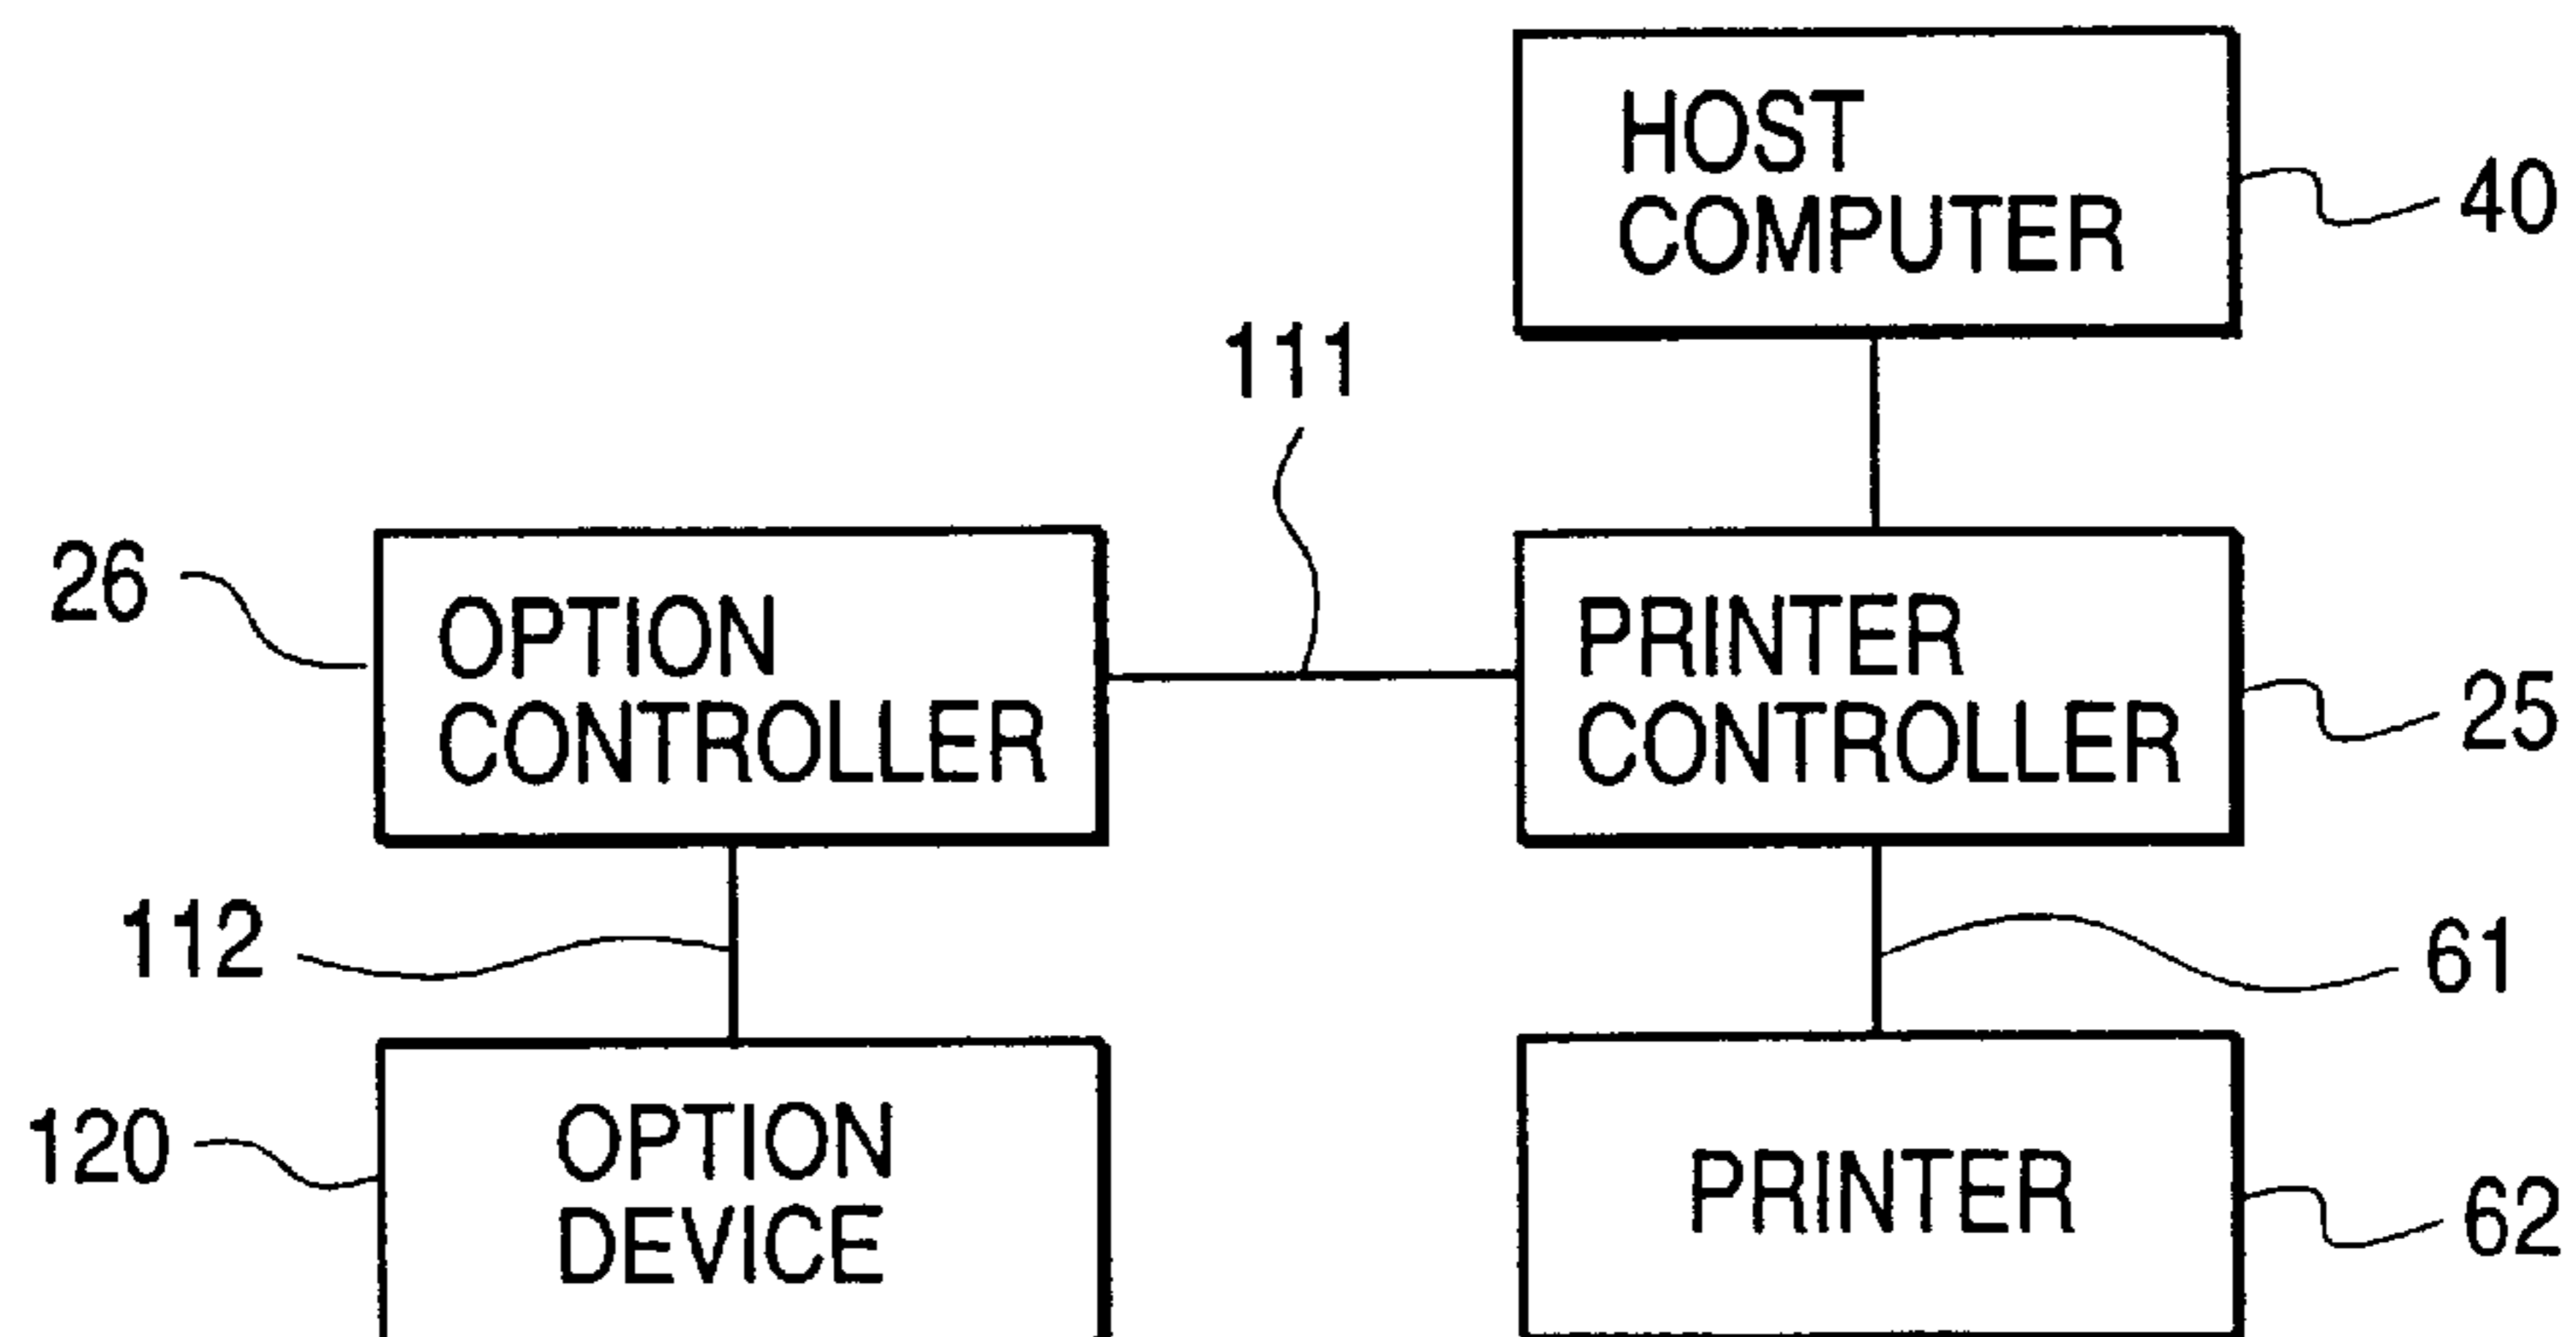 HOST
COMPUTER
40
111
26
OPTION
CONTROLLER
PRINTER
CONTROLLER
25
112
61
120
OPTION
DEVICE
PRINTER
62